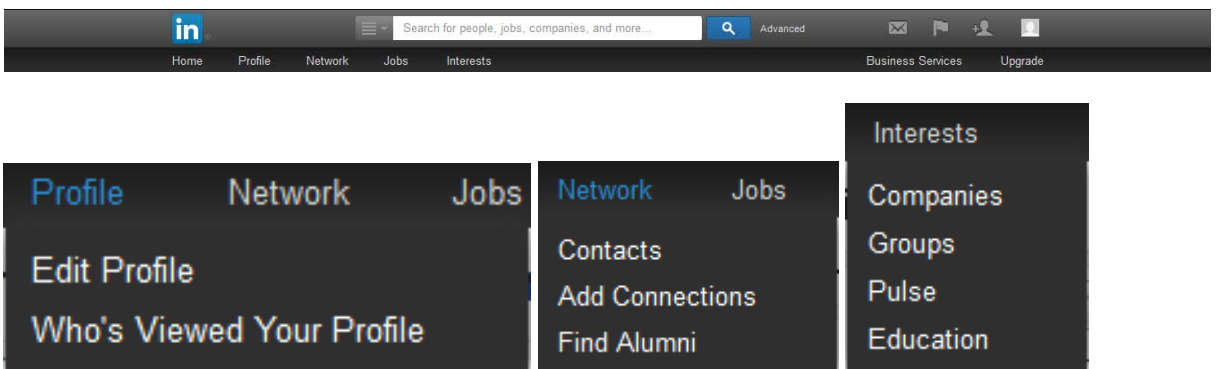 in
Search for people, jobs, companies, and more...
Advanced
Home Profile Network Jobs Interests Business Services Upgrade
Profile Network Jobs
Edit Profile
Who's Viewed Your Profile
Network Jobs
Contacts
Add Connections
Find Alumni
Interests
Companies
Groups
Pulse
Education